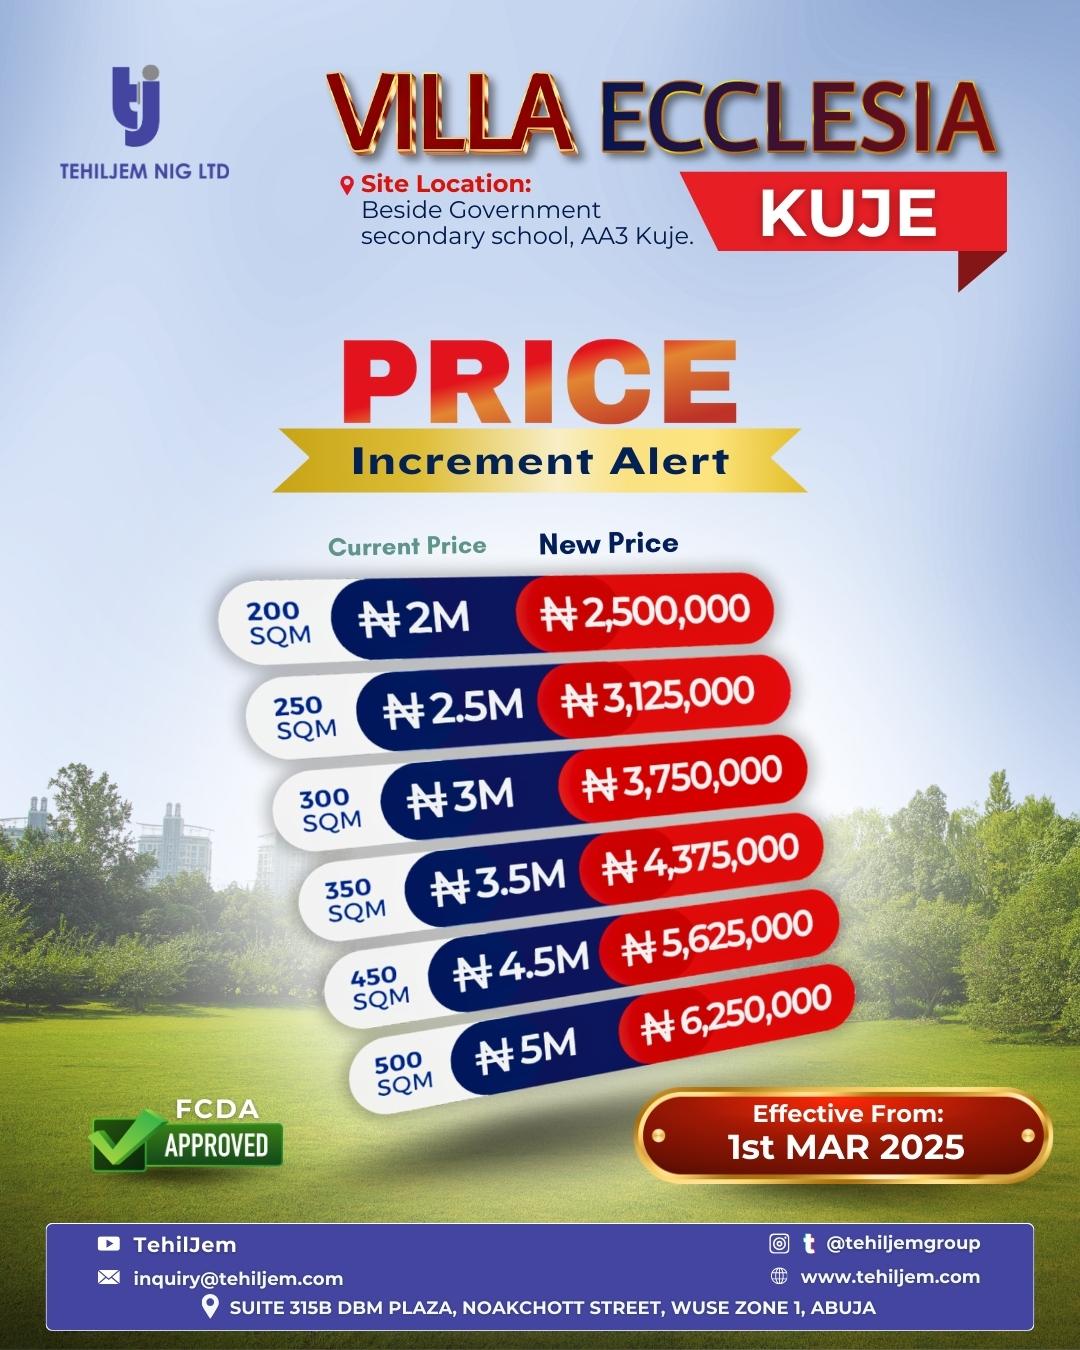 tj
TEHILJEM NIG LTD
VILLA ECCLESIA
KUJE
Site Location:
Beside Government
secondary school, AA3 Kuje.
PRICE
Increment Alert
Current Price New Price
200 SQM ₦ 2M ₦ 2,500,000
250 SQM ₦ 2.5M ₦ 3,125,000
300 SQM ₦ 3M ₦ 3,750,000
350 SQM ₦ 3.5M ₦ 4,375,000
450 SQM ₦ 4.5M ₦ 5,625,000
500 SQM ₦ 5M ₦ 6,250,000
FCDA
APPROVED
Effective From:
1st MAR 2025
TehilJem
@tehiljemgroup
inquiry@tehiljem.com
www.tehiljem.com
SUITE 315B DBM PLAZA, NOAKCHOTT STREET, WUSE ZONE 1, ABUJA